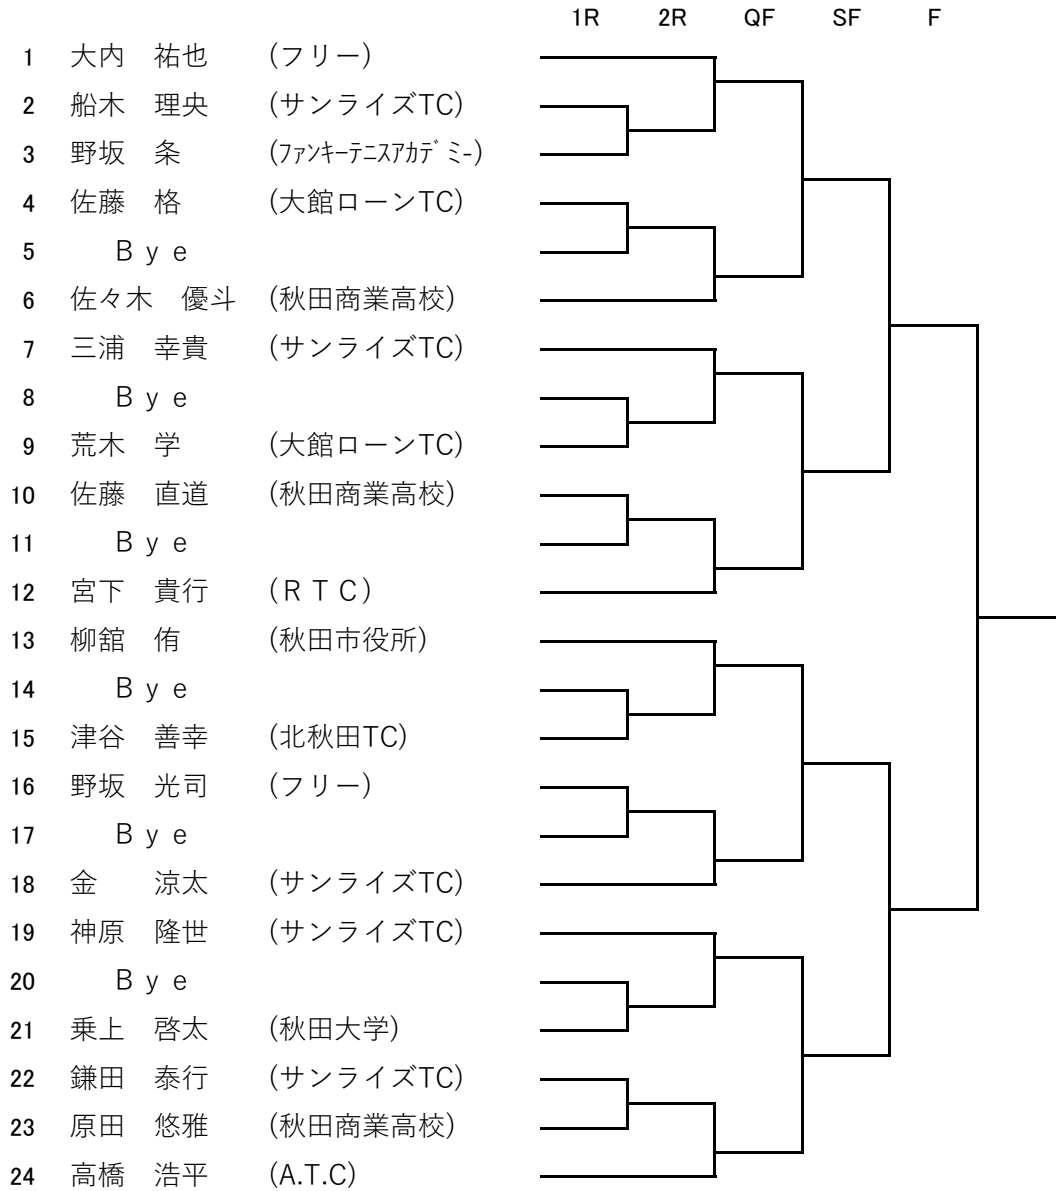 1R 2R QF SF F
1 大内 祐也 (フリー)
2 船木 理央 (サンライズTC)
3 野坂 条 (ﾌｧﾝｷｰﾃﾆｽｱｶﾃﾞﾐｰ)
4 佐藤 格 (大館ローンTC)
5 Ｂｙｅ
6 佐々木 優斗 (秋田商業高校)
7 三浦 幸貴 (サンライズTC)
8 Ｂｙｅ
9 荒木 学 (大館ローンTC)
10 佐藤 直道 (秋田商業高校)
11 Ｂｙｅ
12 宮下 貴行 (ＲＴＣ)
13 柳舘 侑 (秋田市役所)
14 Ｂｙｅ
15 津谷 善幸 (北秋田TC)
16 野坂 光司 (フリー)
17 Ｂｙｅ
18 金 涼太 (サンライズTC)
19 神原 隆世 (サンライズTC)
20 Ｂｙｅ
21 乗上 啓太 (秋田大学)
22 鎌田 泰行 (サンライズTC)
23 原田 悠雅 (秋田商業高校)
24 高橋 浩平 (A.T.C)